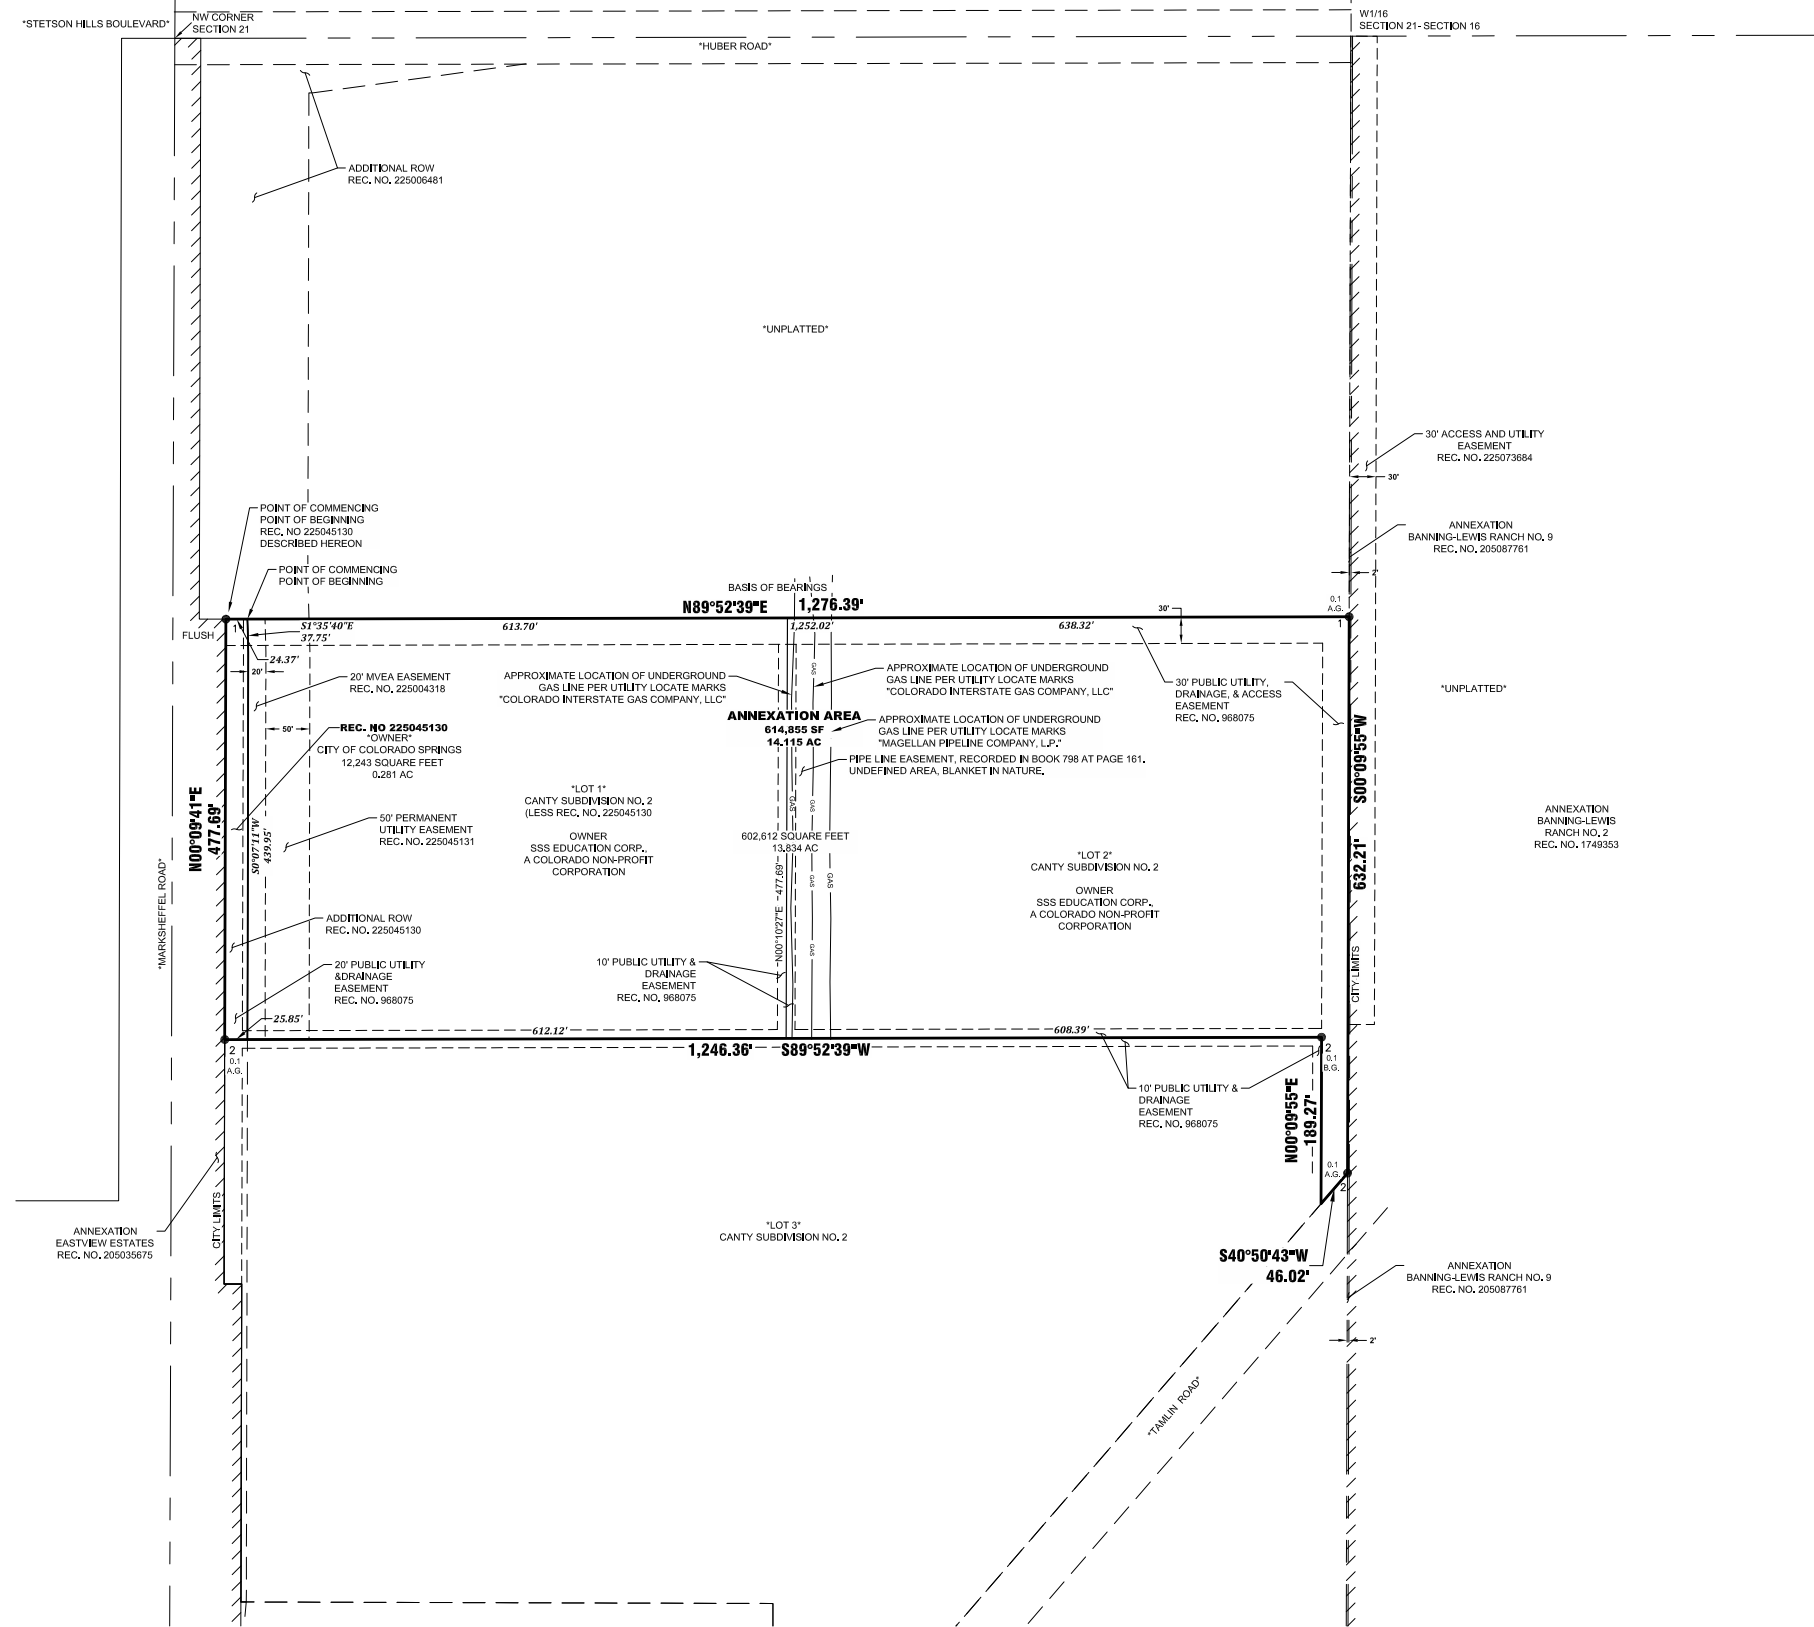 *STETSON HILLS BOULEVARD*
NW CORNER
SECTION 21
*HUBER ROAD*
W1/16
SECTION 21- SECTION 16
ADDITIONAL ROW
REC. NO. 225006481
*UNPLATTED*
30' ACCESS AND UTILITY
EASEMENT
REC. NO. 225073684
30'
POINT OF COMMENCING
POINT OF BEGINNING
REC. NO 225045130
DESCRIBED HEREON
ANNEXATION
BANNING-LEWIS RANCH NO. 9
REC. NO. 205087761
2'
POINT OF COMMENCING
POINT OF BEGINNING
BASIS OF BEARINGS
N89°52'39"E 1,276.39'
30'
0.1
A.G.
1
FLUSH
1
S1°35'40"E
37.75'
613.70'
1,252.02'
638.32'
24.37'
20'
20' MVEA EASEMENT
REC. NO. 225004318
APPROXIMATE LOCATION OF UNDERGROUND
GAS LINE PER UTILITY LOCATE MARKS
"COLORADO INTERSTATE GAS COMPANY, LLC"
GAS
APPROXIMATE LOCATION OF UNDERGROUND
GAS LINE PER UTILITY LOCATE MARKS
"COLORADO INTERSTATE GAS COMPANY, LLC"
30' PUBLIC UTILITY,
DRAINAGE, & ACCESS
EASEMENT
REC. NO. 968075
*UNPLATTED*
50'
REC. NO 225045130
*OWNER*
CITY OF COLORADO SPRINGS
12,243 SQUARE FEET
0.281 AC
ANNEXATION AREA
614,855 SF
14.115 AC
APPROXIMATE LOCATION OF UNDERGROUND
GAS LINE PER UTILITY LOCATE MARKS
"MAGELLAN PIPELINE COMPANY, L.P."
PIPE LINE EASEMENT, RECORDED IN BOOK 798 AT PAGE 161.
UNDEFINED AREA, BLANKET IN NATURE.
S00°09'55"W
632.21'
N00°09'41"E
477.69'
*LOT 1*
CANTY SUBDIVISION NO. 2
(LESS REC. NO. 225045130
OWNER
SSS EDUCATION CORP.,
A COLORADO NON-PROFIT
CORPORATION
GAS
GAS
50' PERMANENT
UTILITY EASEMENT
REC. NO. 225045131
S0°07'11"W
439.95'
602,612 SQUARE FEET
13.834 AC
*LOT 2*
CANTY SUBDIVISION NO. 2
OWNER
SSS EDUCATION CORP.,
A COLORADO NON-PROFIT
CORPORATION
ANNEXATION
BANNING-LEWIS
RANCH NO. 2
REC. NO. 1749353
*MARKSHEFFEL ROAD*
N00°10'27"E 477.69'
GAS
GAS
GAS
ADDITIONAL ROW
REC. NO. 225045130
20' PUBLIC UTILITY
&DRAINAGE
EASEMENT
REC. NO. 968075
10' PUBLIC UTILITY &
DRAINAGE
EASEMENT
REC. NO. 968075
CITY LIMITS
25.85'
612.12'
608.39'
1,246.36' S89°52'39"W
2
0.1
A.G.
2
0.1
B.G.
10' PUBLIC UTILITY &
DRAINAGE
EASEMENT
REC. NO. 968075
N00°09'55"E
189.27'
0.1
A.G.
2
CITY LIMITS
ANNEXATION
EASTVIEW ESTATES
REC. NO. 205035675
*LOT 3*
CANTY SUBDIVISION NO. 2
S40°50'43"W
46.02'
ANNEXATION
BANNING-LEWIS RANCH NO. 9
REC. NO. 205087761
2'
*TAMLIN ROAD*